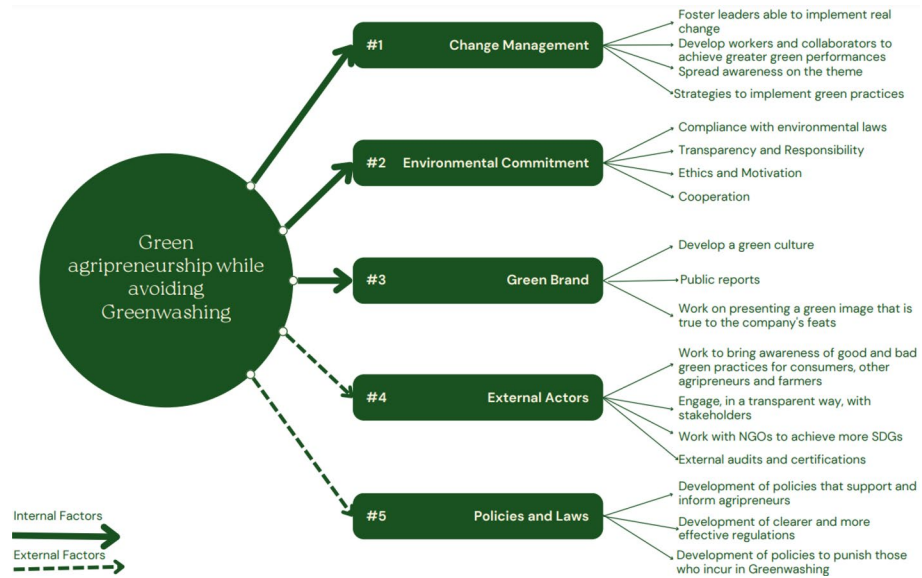 Green
agripreneurship while
avoiding
Greenwashing
#1 Change Management
Foster leaders able to implement real
change
Develop workers and collaborators to
achieve greater green performances
Spread awareness on the theme
Strategies to implement green practices
#2 Environmental Commitment
Compliance with environmental laws
Transparency and Responsibility
Ethics and Motivation
Cooperation
#3 Green Brand
Develop a green culture
Public reports
Work on presenting a green image that is
true to the company's feats
#4 External Actors
Work to bring awareness of good and bad
green practices for consumers, other
agripreneurs and farmers
Engage, in a transparent way, with
stakeholders
Work with NGOs to achieve more SDGs
External audits and certifications
#5 Policies and Laws
Development of policies that support and
inform agripreneurs
Development of clearer and more
effective regulations
Development of policies to punish those
who incur in Greenwashing
Internal Factors
External Factors